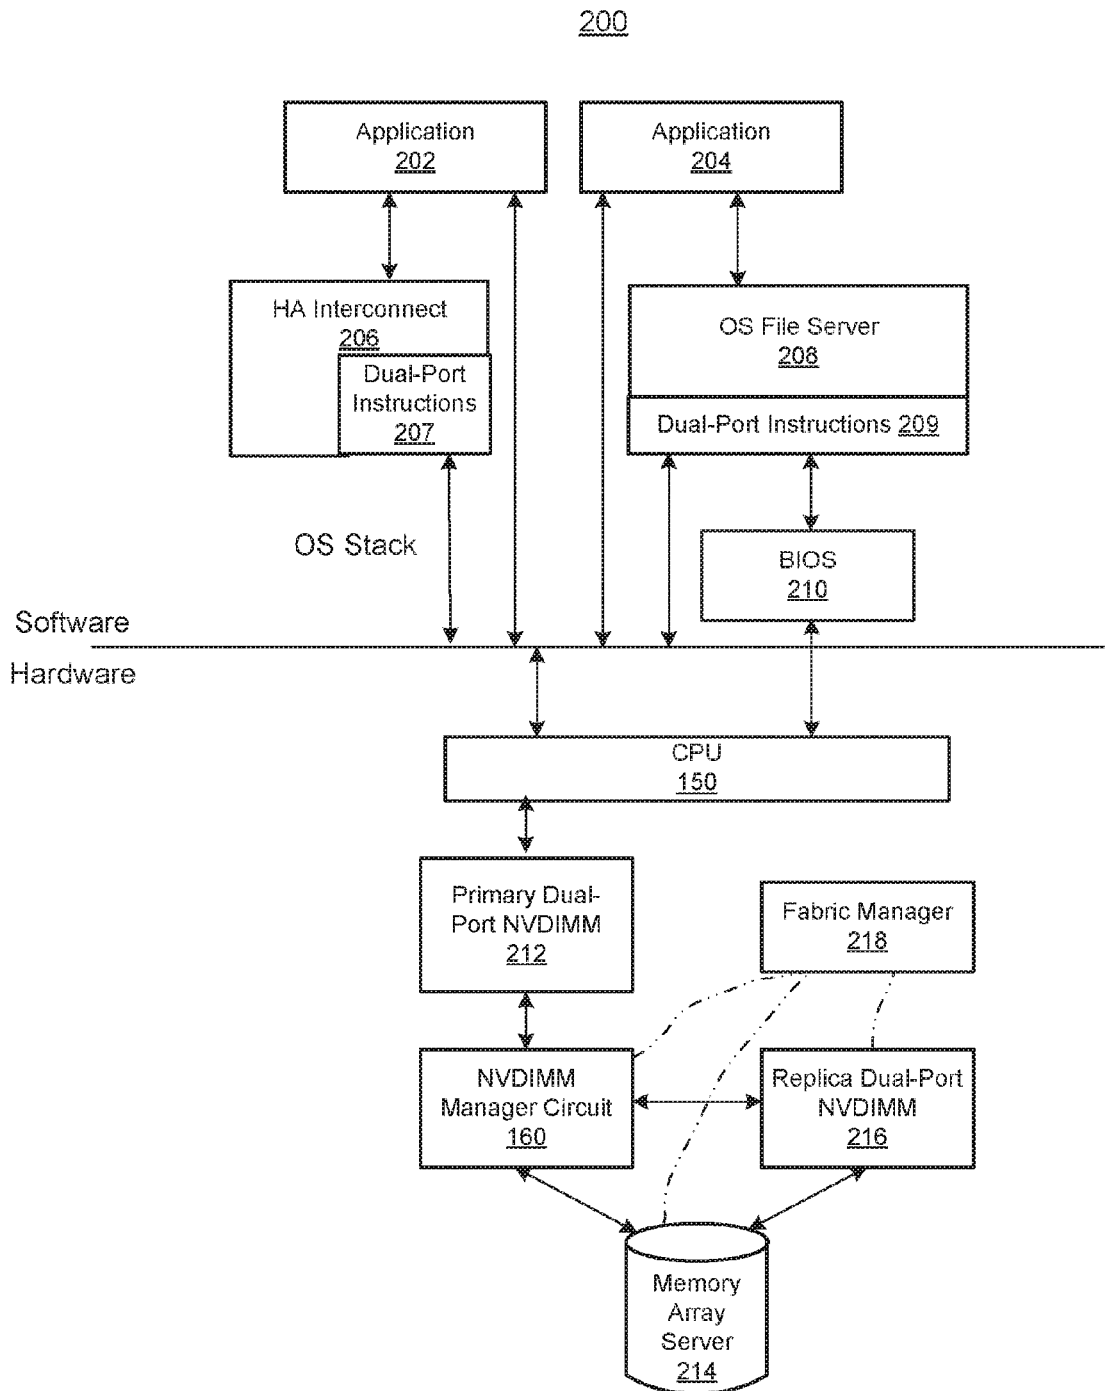 200
Application
202
Application
204
HA Interconnect
206
Dual-Port
Instructions
207
OS File Server
208
Dual-Port Instructions 209
OS Stack
BIOS
210
Software
Hardware
CPU
150
Primary Dual-
Port NVDIMM
212
Fabric Manager
218
NVDIMM
Manager Circuit
160
Replica Dual-Port
NVDIMM
216
Memory
Array
Server
214